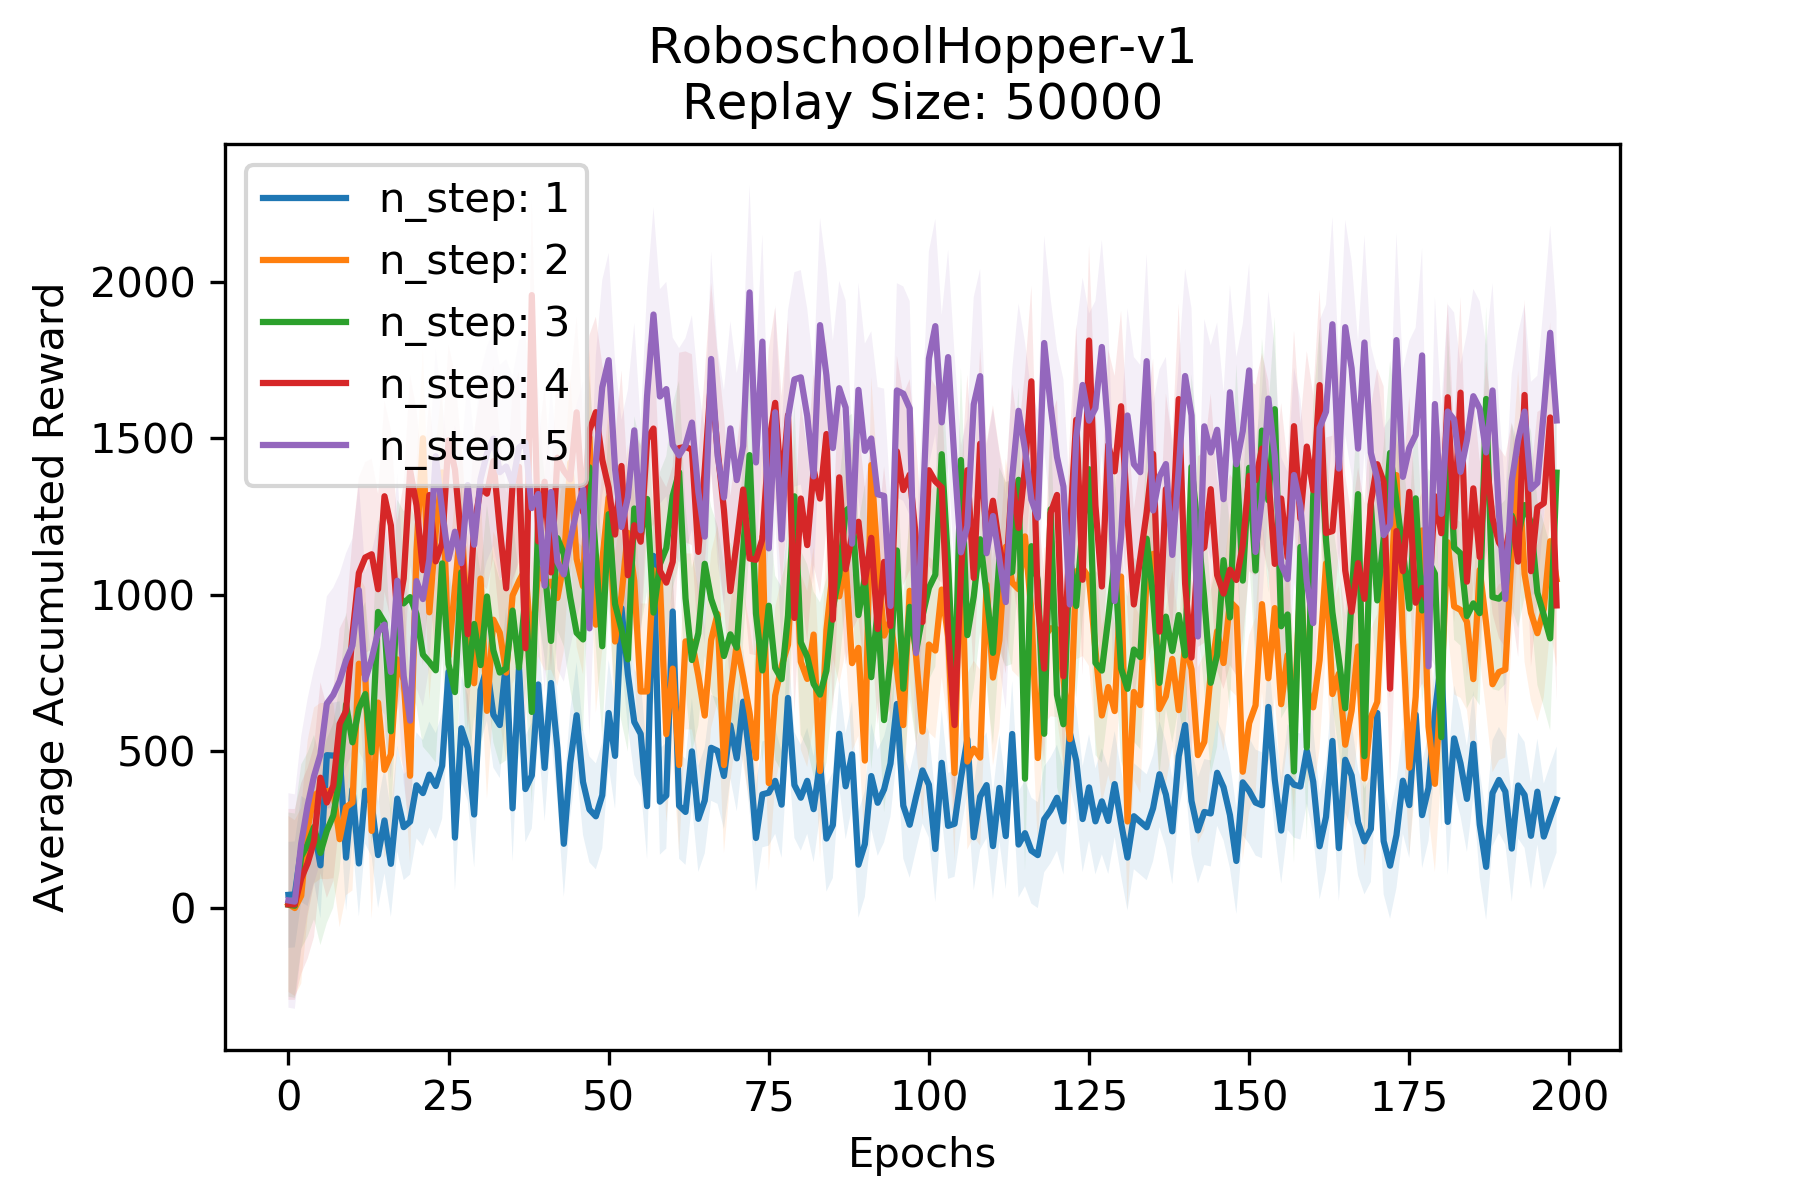 RoboschoolHopper-v1
Replay Size: 50000
n_step: 1
n_step: 2
n_step: 3
n_step: 4
n_step: 5
Average Accumulated Reward
2000
1500
1000
500
0
0 25 50 75 100 125 150 175 200
Epochs